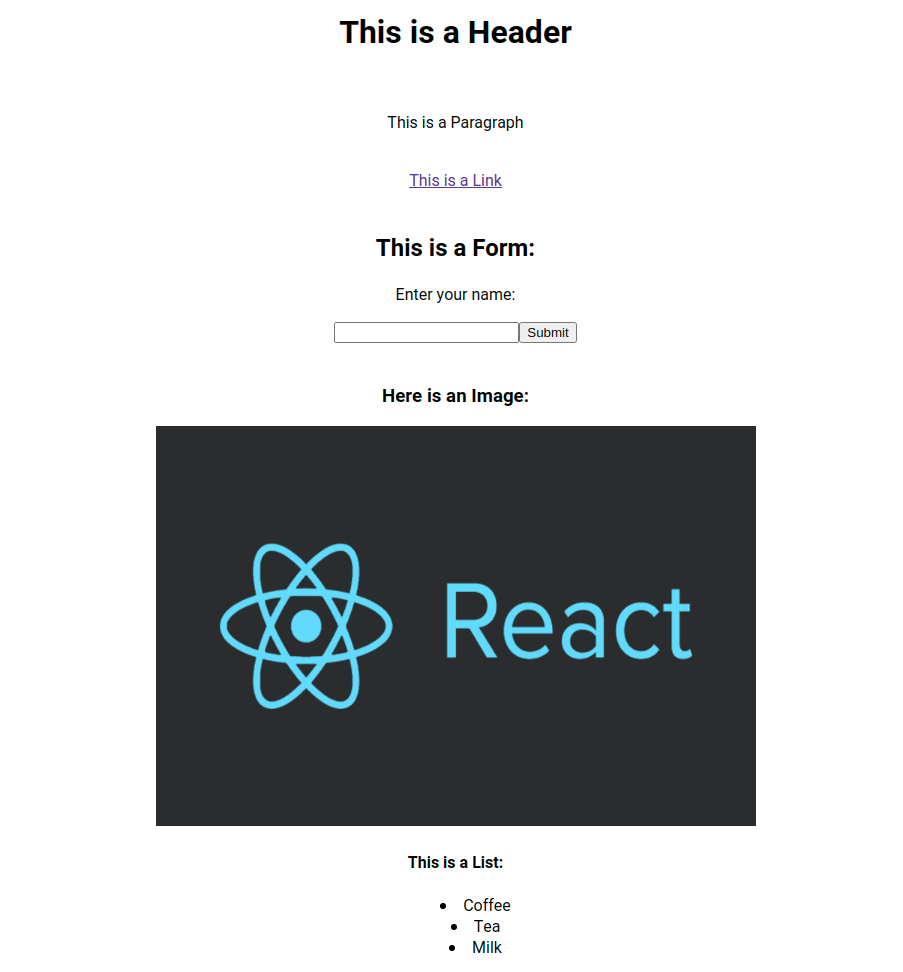 This is a Header
This is a Paragraph
This is a Link
This is a Form:
Enter your name:
Submit
Here is an Image:
React
This is a List:
Coffee
Tea
Milk